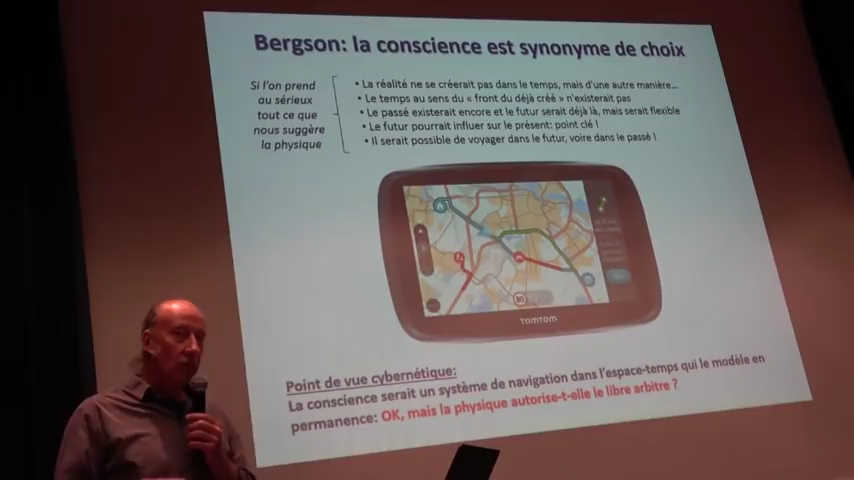 Bergson: la conscience est synonyme de choix
Si l'on prend
au sérieux
tout ce que
nous suggère
la physique
• La réalité ne se créerait pas dans le temps, mais d'une autre manière...
• Le temps au sens du « front du déjà créé » n'existerait pas
• Le passé existerait encore et le futur serait déjà là, mais serait flexible
• Le futur pourrait influer sur le présent: point clé !
• Il serait possible de voyager dans le futur, voire dans le passé !
80
TOMTOM
Point de vue cybernétique:
La conscience serait un système de navigation dans l'espace-temps qui le modèle en
permanence: OK, mais la physique autorise-t-elle le libre arbitre ?